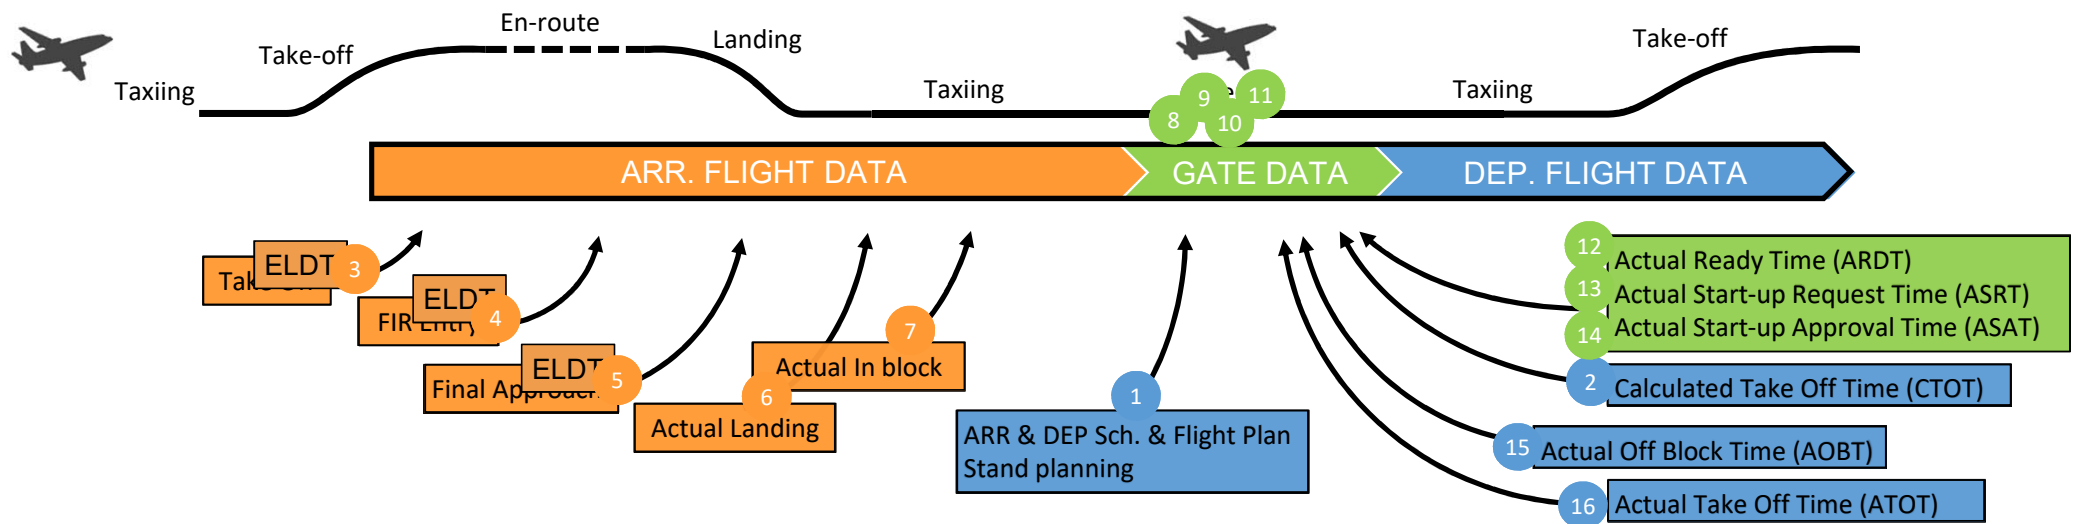 En-route
Take-off
Landing
Take-off
Taxiing
Taxiing
Taxiing
9
11
8
10
ARR. FLIGHT DATA
GATE DATA
DEP. FLIGHT DATA
ELDT
3
ELDT
FIR Entry
4
ELDT
Final Approach
5
7
Actual In block
6
Actual Landing
1
ARR & DEP Sch. & Flight Plan
Stand planning
12
Actual Ready Time (ARDT)
13
Actual Start-up Request Time (ASRT)
14
Actual Start-up Approval Time (ASAT)
2
Calculated Take Off Time (CTOT)
15
Actual Off Block Time (AOBT)
16
Actual Take Off Time (ATOT)